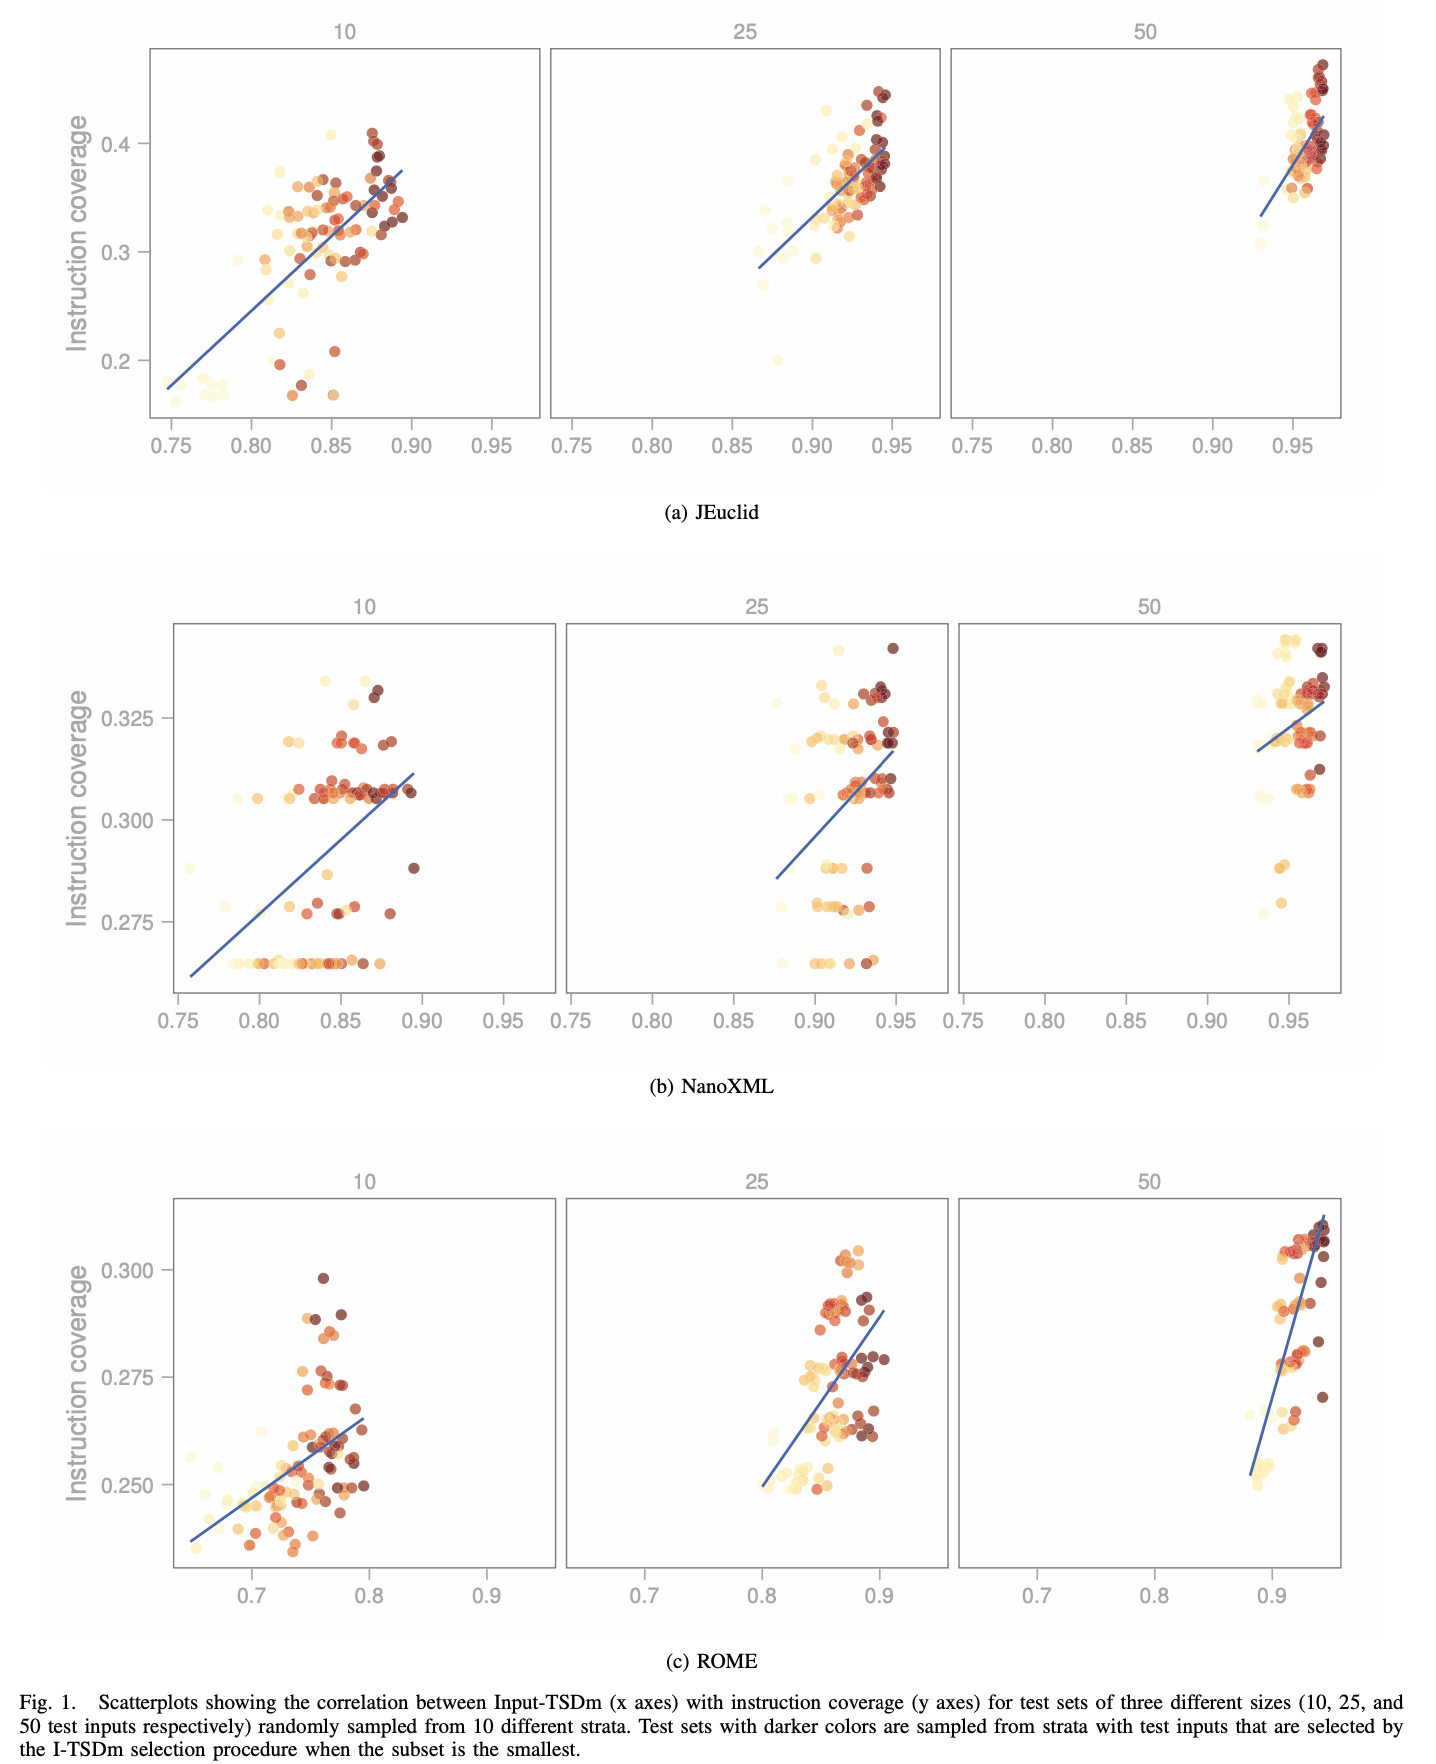 10 25 50
Instruction coverage
0.4
0.3
0.2
0.75 0.80 0.85 0.90 0.95 0.75 0.80 0.85 0.90 0.95 0.75 0.80 0.85 0.90 0.95
(a) JEuclid
10 25 50
Instruction coverage
0.325
0.300
0.275
0.75 0.80 0.85 0.90 0.95 0.75 0.80 0.85 0.90 0.95 0.75 0.80 0.85 0.90 0.95
(b) NanoXML
10 25 50
Instruction coverage
0.300
0.275
0.250
0.7 0.8 0.9 0.7 0.8 0.9 0.7 0.8 0.9
(c) ROME
Fig. 1. Scatterplots showing the correlation between Input-TSDm (x axes) with instruction coverage (y axes) for test sets of three different sizes (10, 25, and
50 test inputs respectively) randomly sampled from 10 different strata. Test sets with darker colors are sampled from strata with test inputs that are selected by
the I-TSDm selection procedure when the subset is the smallest.